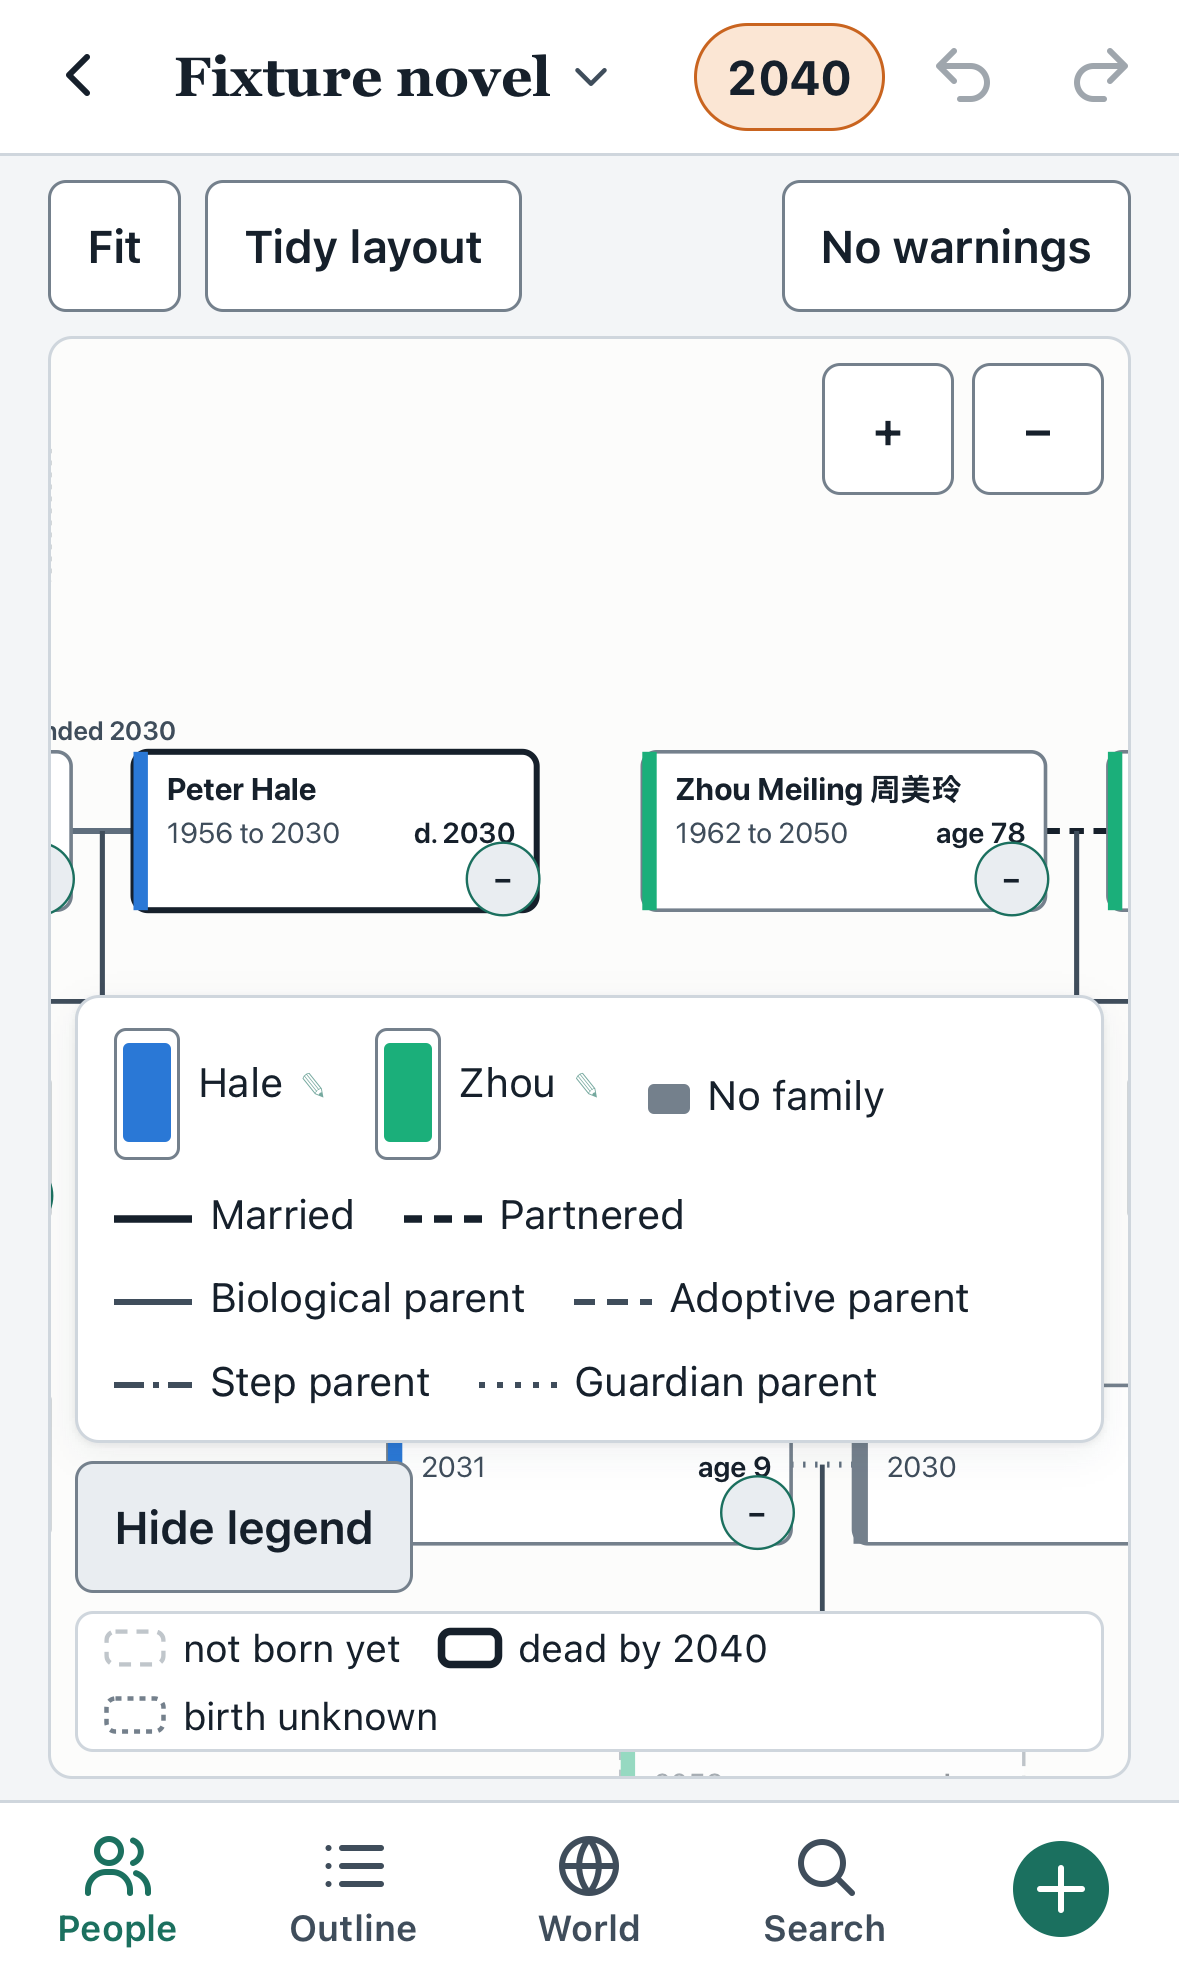 Fixture novel
2040
Fit
Tidy layout
No warnings
+
−
nded 2030
Peter Hale
1956 to 2030
d. 2030
−
Zhou Meiling 周美玲
1962 to 2050
age 78
−
Hale
Zhou
No family
Married
Partnered
Biological parent
Adoptive parent
Step parent
Guardian parent
2031
age 9
−
2030
Hide legend
not born yet
dead by 2040
birth unknown
People
Outline
World
Search